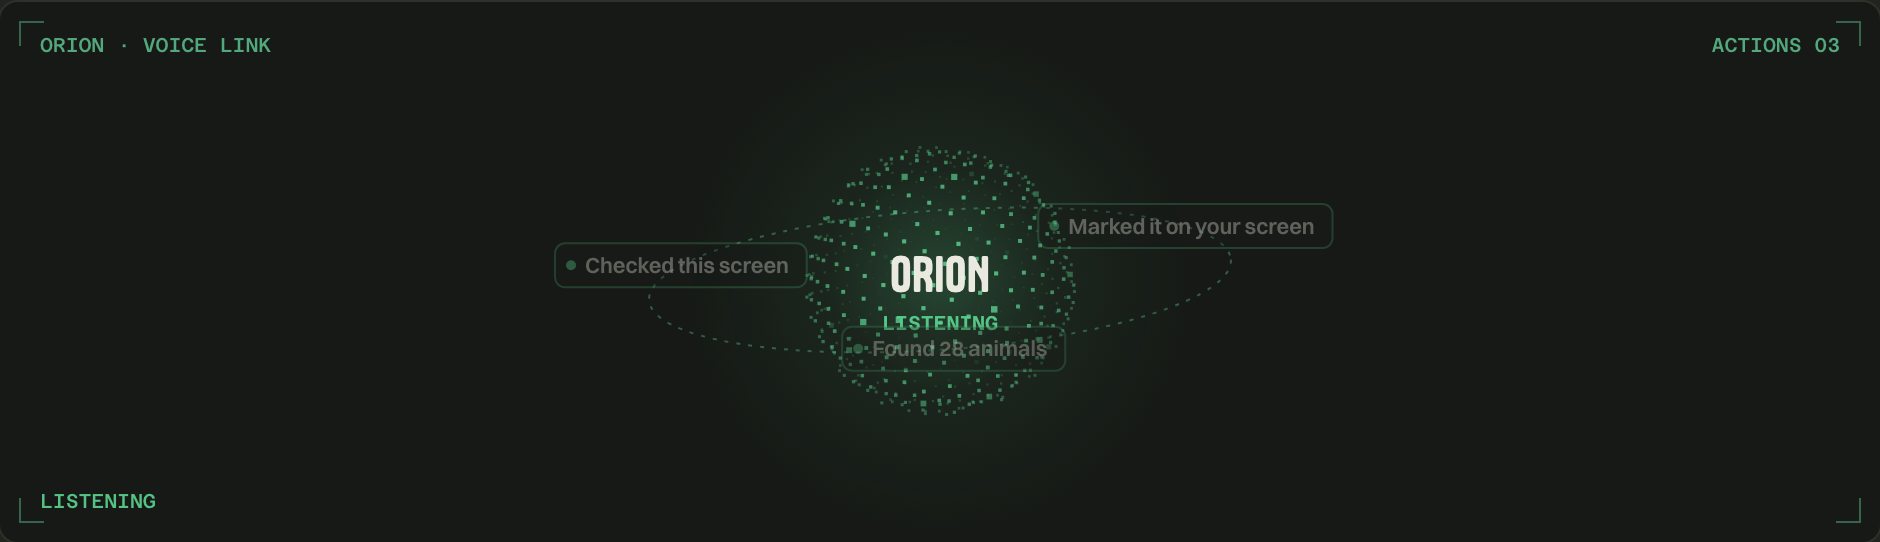 ORION · VOICE LINK
ACTIONS 03
Marked it on your screen
Checked this screen
ORION
LISTENING
Found 28 animals
LISTENING